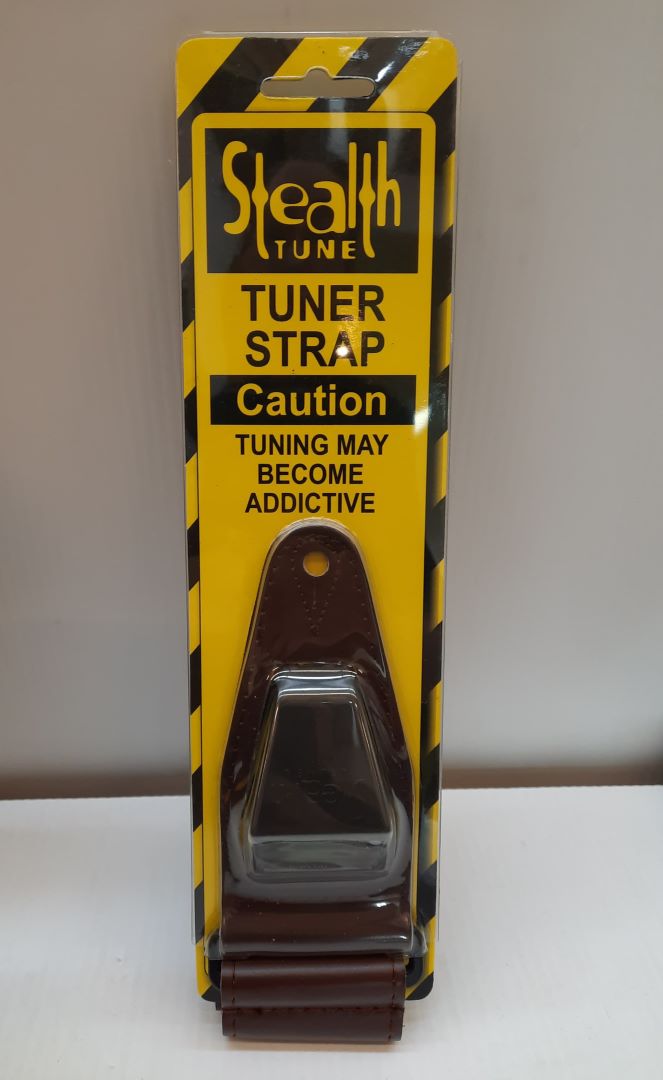 Stealth
TUNE
TUNER
STRAP
Caution
TUNING MAY
BECOME
ADDICTIVE